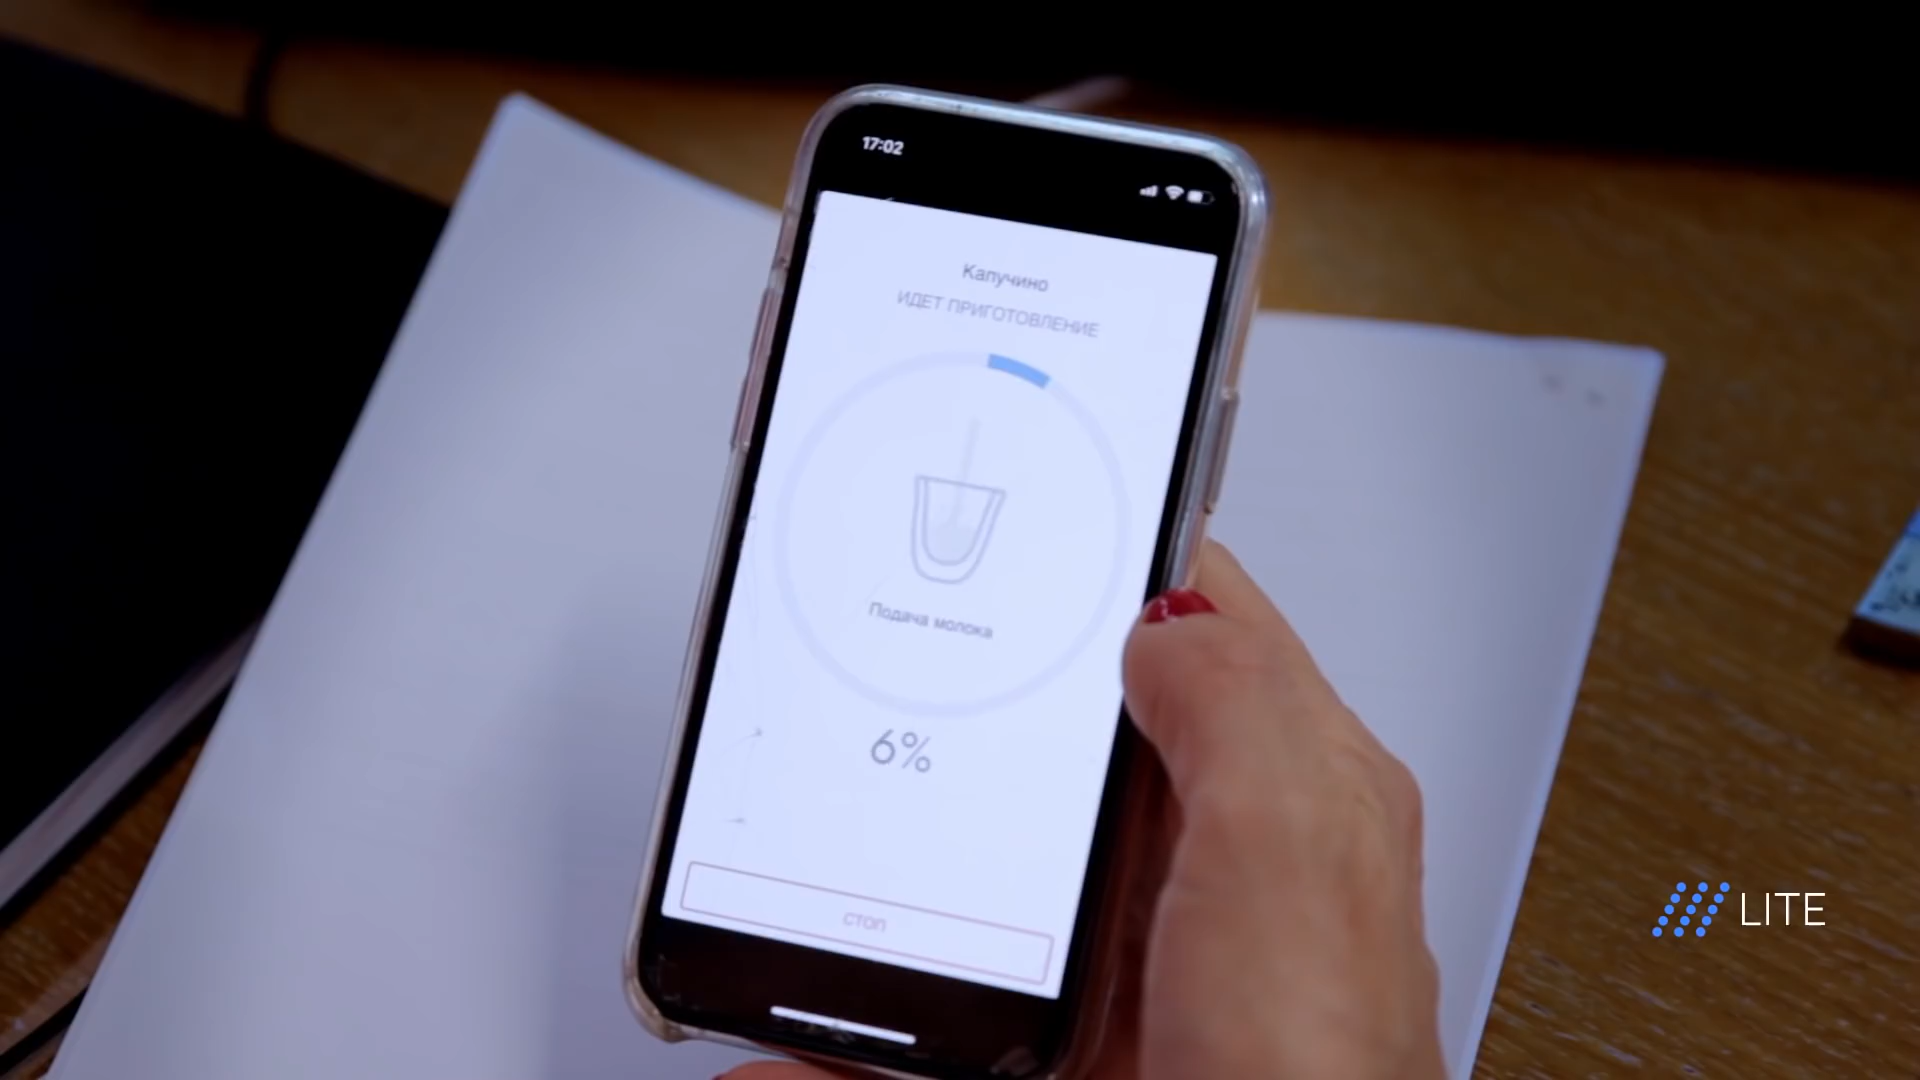 17:02
Капучино
ИДЕТ ПРИГОТОВЛЕНИЕ
Подача молока
6%
СТОП
LITE